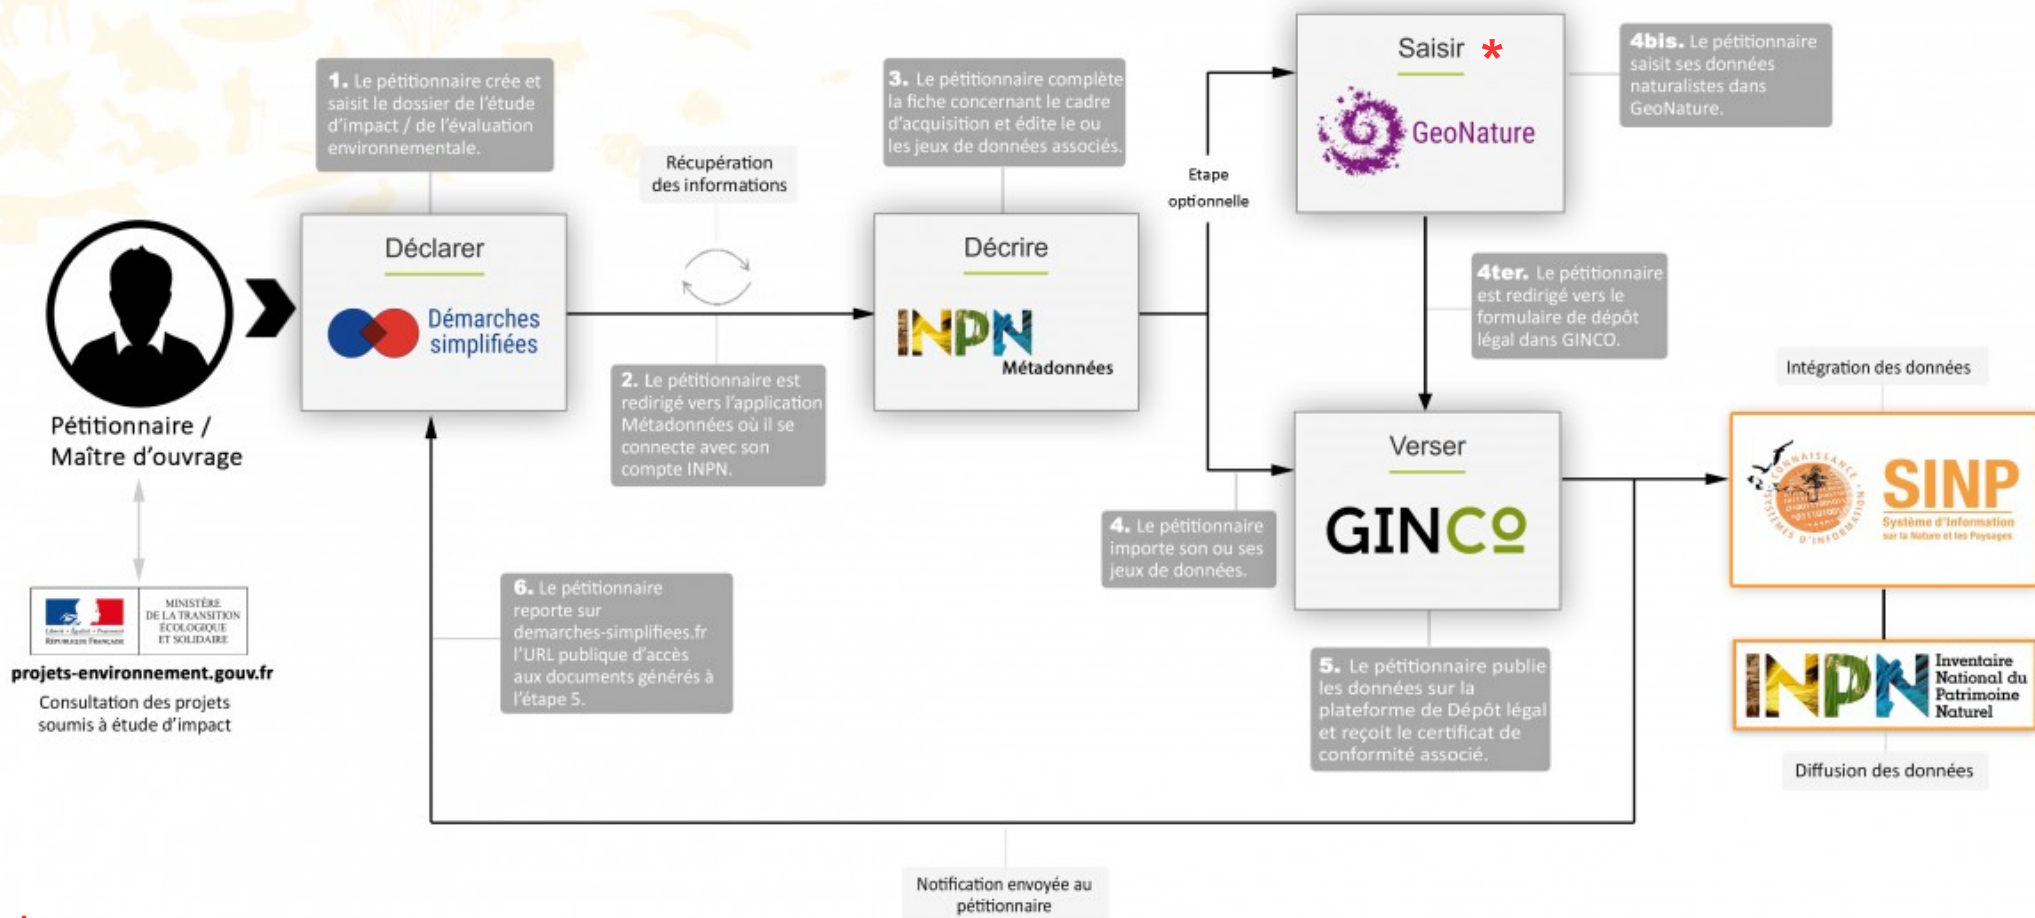 1. Le pétitionnaire crée et
saisit le dossier de l'étude
d'impact / de l'évaluation
environnementale.
Déclarer
Démarches
simplifiées
Pétitionnaire /
Maître d'ouvrage
MINISTÈRE
DE LA TRANSITION
ÉCOLOGIQUE
ET SOLIDAIRE
Liberté • Égalité • Fraternité
RÉPUBLIQUE FRANÇAISE
projets-environnement.gouv.fr
Consultation des projets
soumis à étude d'impact
Récupération
des informations
2. Le pétitionnaire est
redirigé vers l'application
Métadonnées où il se
connecte avec son
compte INPN.
3. Le pétitionnaire complète
la fiche concernant le cadre
d'acquisition et édite le ou
les jeux de données associés.
Décrire
INPN
Métadonnées
Etape
optionnelle
Saisir *
GeoNature
4bis. Le pétitionnaire
saisit ses données
naturalistes dans
GeoNature.
4ter. Le pétitionnaire
est redirigé vers le
formulaire de dépôt
légal dans GINCO.
4. Le pétitionnaire
importe son ou ses
jeux de données.
Verser
GINCO
5. Le pétitionnaire publie
les données sur la
plateforme de Dépôt légal
et reçoit le certificat de
conformité associé.
6. Le pétitionnaire
reporte sur
demarches-simplifiees.fr
l'URL publique d'accès
aux documents générés à
l'étape 5.
Intégration des données
CONNAISSANCE
SYSTÈMES D'INFORMATION
SINP
Système d'Information
sur la Nature et les Paysages
INPN
Inventaire
National du
Patrimoine
Naturel
Diffusion des données
Notification envoyée au
pétitionnaire